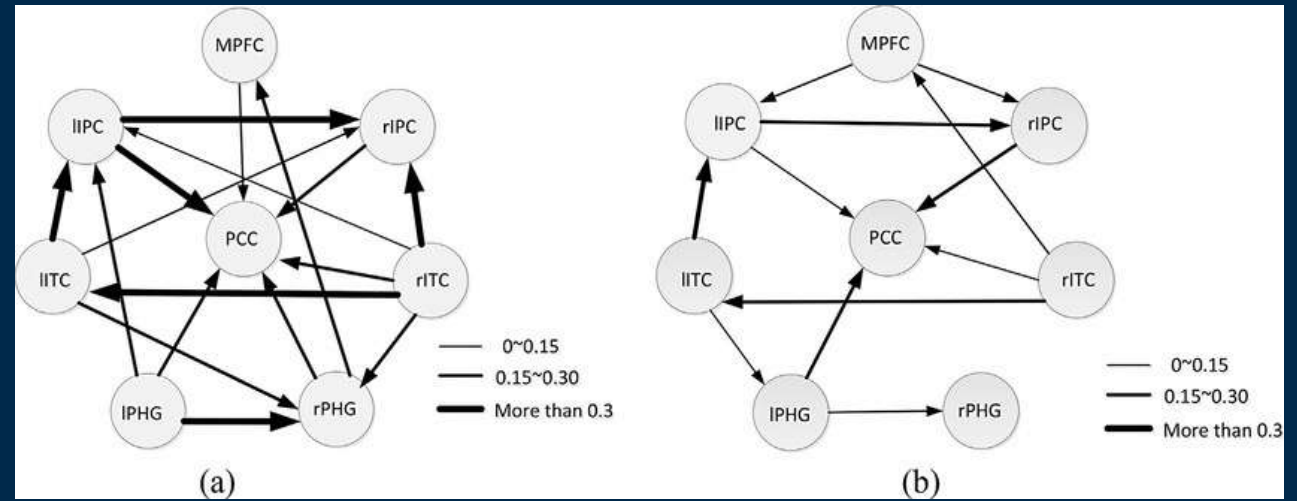 MPFC
lIPC
rIPC
PCC
lITC
rITC
lPHG
rPHG
0~0.15
0.15~0.30
More than 0.3
(a)
MPFC
lIPC
rIPC
PCC
lITC
rITC
lPHG
rPHG
0~0.15
0.15~0.30
More than 0.3
(b)